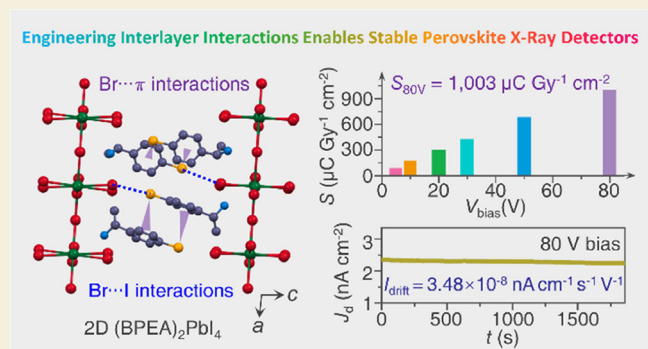 Engineering Interlayer Interactions Enables Stable Perovskite X-Ray Detectors
Br···π interactions
Br···I interactions
2D (BPEA)₂PbI₄
c
a
S (μC Gy⁻¹ cm⁻²)
900
600
300
0
S₈₀V = 1,003 μC Gy⁻¹ cm⁻²
0 20 40 60 80
V_bias(V)
J_d (nA cm⁻²)
3
2
1
80 V bias
I_drift = 3.48×10⁻⁸ nA cm⁻¹ s⁻¹ V⁻¹
0 500 1000 1500
t (s)